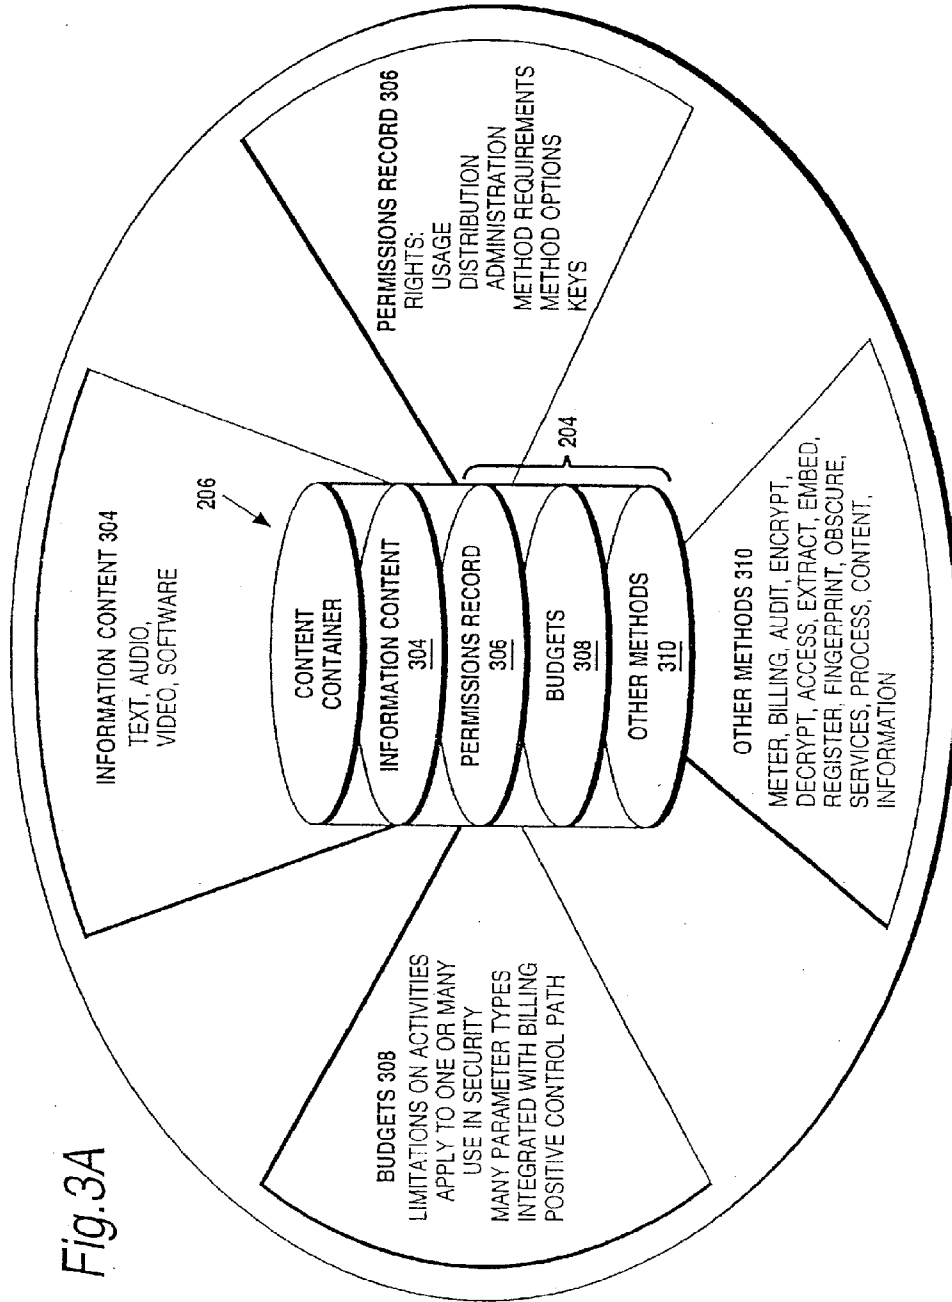 Fig.3A
INFORMATION CONTENT 304
TEXT, AUDIO,
VIDEO, SOFTWARE
206
CONTENT
CONTAINER
INFORMATION CONTENT
304
PERMISSIONS RECORD
306
BUDGETS
308
OTHER METHODS
310
204
BUDGETS 308
LIMITATIONS ON ACTIVITIES
APPLY TO ONE OR MANY
USE IN SECURITY
MANY PARAMETER TYPES
INTEGRATED WITH BILLING
POSITIVE CONTROL PATH
PERMISSIONS RECORD 306
RIGHTS:
USAGE
DISTRIBUTION
ADMINISTRATION
METHOD REQUIREMENTS
METHOD OPTIONS
KEYS
OTHER METHODS 310
METER, BILLING, AUDIT, ENCRYPT,
DECRYPT, ACCESS, EXTRACT, EMBED,
REGISTER, FINGERPRINT, OBSCURE,
SERVICES, PROCESS, CONTENT,
INFORMATION